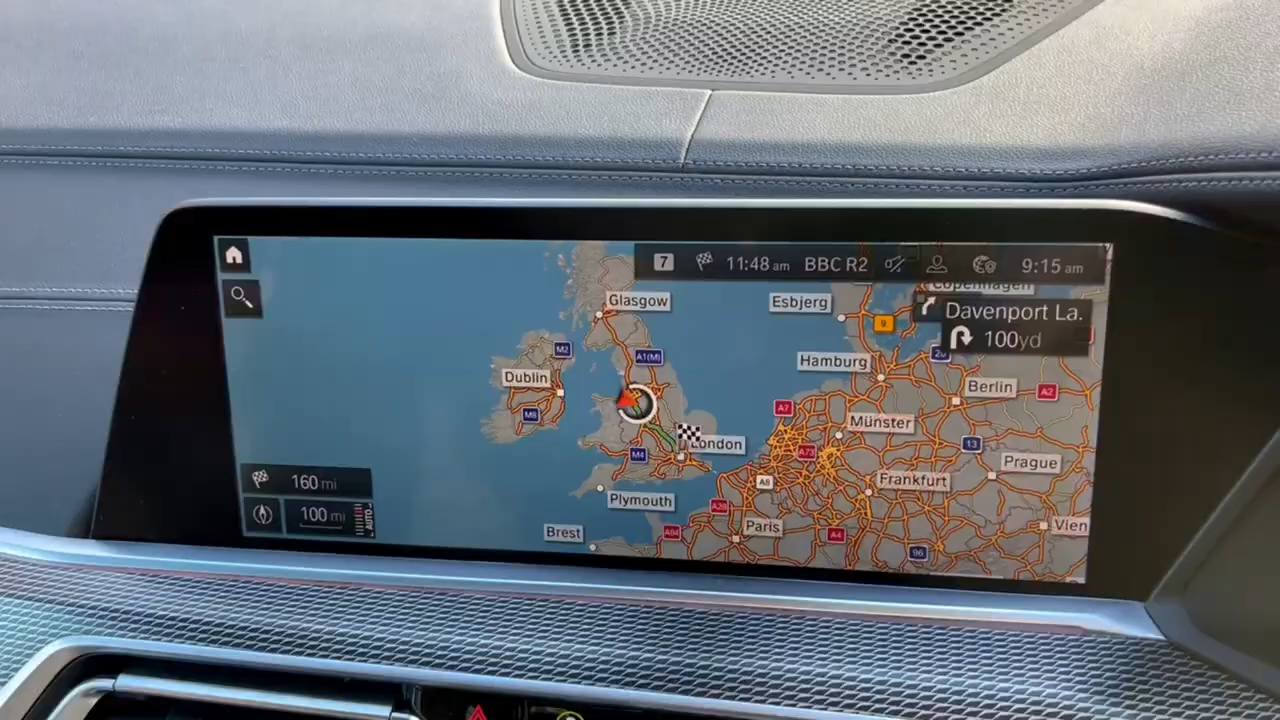 7 11:48 am BBC R2 9:15 am
Copenhagen
Davenport La.
100yd
Glasgow
Esbjerg
9
M2
A1(M)
20
Hamburg
Dublin
Berlin
A2
M8
A7
Münster
London
13
M4
A73
Prague
160 mi
A8
Frankfurt
Plymouth
100 mi
AUTO
A28
Paris
Vien
Brest
A84
A4
96